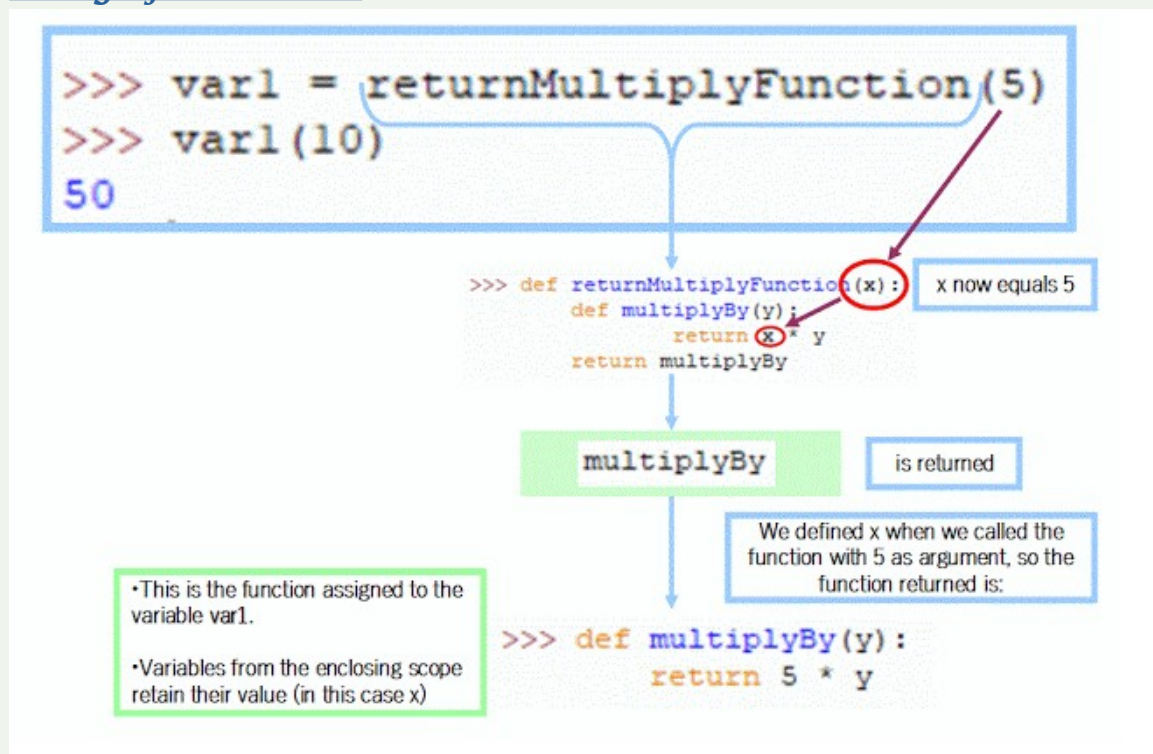 >>> var1 = returnMultiplyFunction(5)
>>> var1(10)
50
>>> def returnMultiplyFunction(x):
def multiplyBy(y):
return x * y
return multiplyBy
x now equals 5
multiplyBy
is returned
We defined x when we called the
function with 5 as argument, so the
function returned is:
•This is the function assigned to the
variable var1.
•Variables from the enclosing scope
retain their value (in this case x)
>>> def multiplyBy(y):
return 5 * y